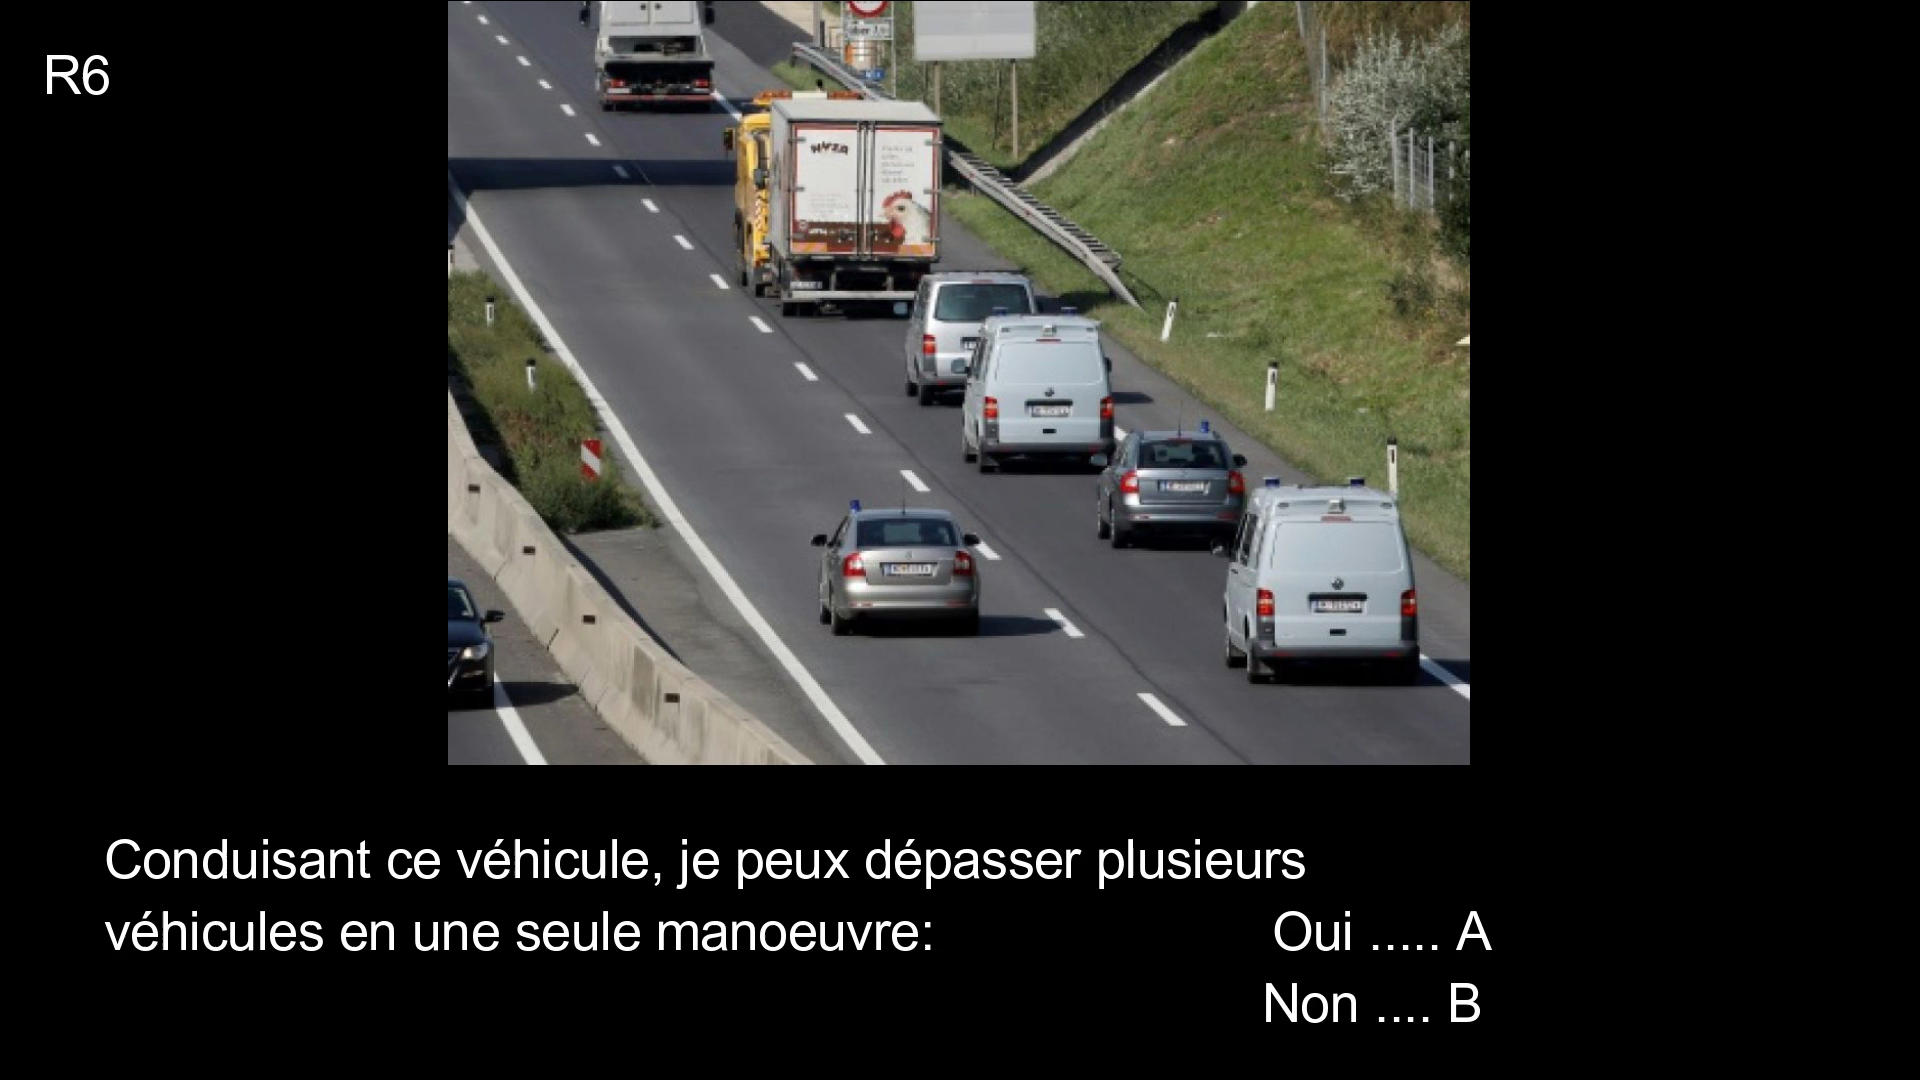 R6
Conduisant ce véhicule, je peux dépasser plusieurs
véhicules en une seule manoeuvre: Oui ..... A
Non .... B